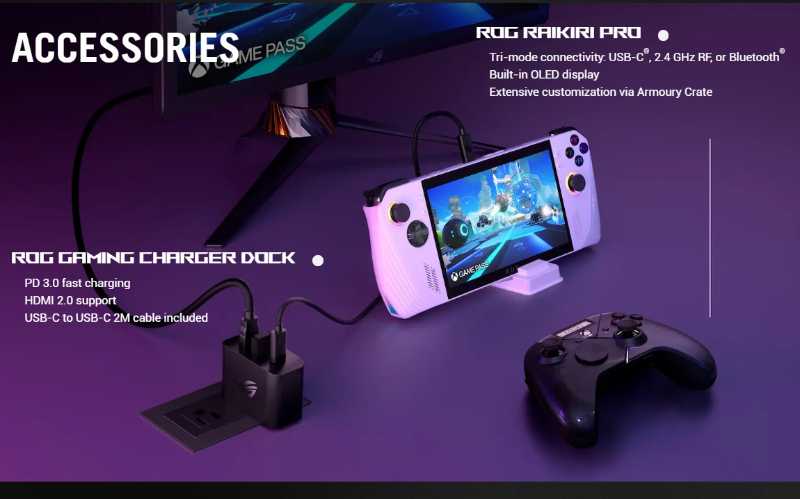 ACCESSORIES
GAME PASS
ROG RAIKIRI PRO
Tri-mode connectivity: USB-C®, 2.4 GHz RF, or Bluetooth®
Built-in OLED display
Extensive customization via Armoury Crate
GAME PASS
ROG GAMING CHARGER DOCK
PD 3.0 fast charging
HDMI 2.0 support
USB-C to USB-C 2M cable included